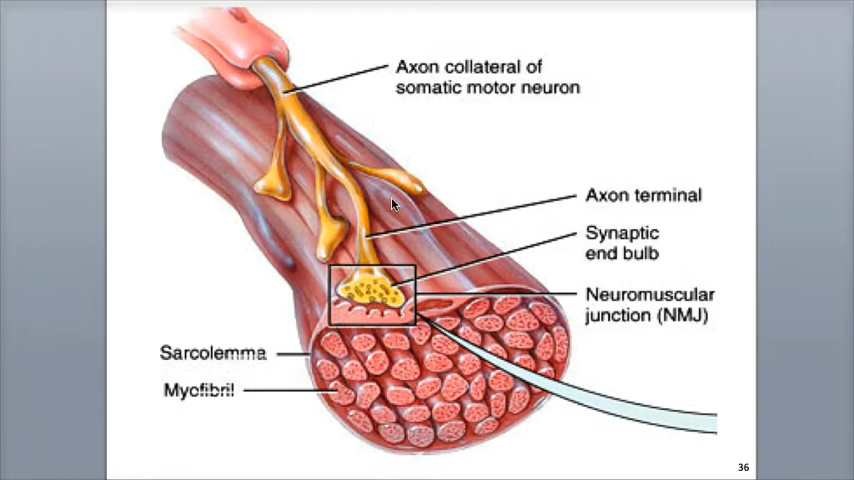 Axon collateral of
somatic motor neuron
Axon terminal
Synaptic
end bulb
Neuromuscular
junction (NMJ)
Sarcolemma
Myofibril
36